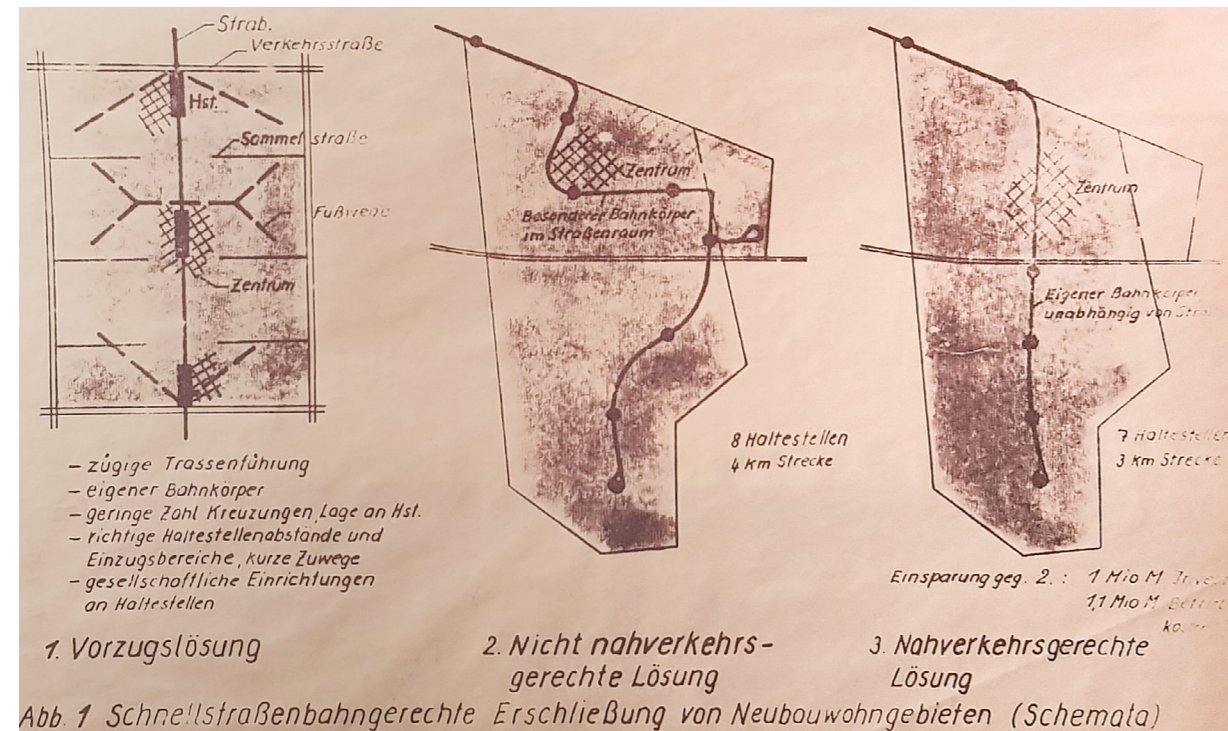 Strab.
Verkehrsstraße
Hst.
Sammelstraße
Fußwege
Zentrum
– zügige Trassenführung
– eigener Bahnkörper
– geringe Zahl Kreuzungen, Lage an Hst.
– richtige Haltestellenabstände und
Einzugsbereiche, kurze Zuwege
– gesellschaftliche Einrichtungen
an Haltestellen
1. Vorzugslösung
Zentrum
Besonderer Bahnkörper
im Straßenraum
8 Haltestellen
4 km Strecke
2. Nicht nahverkehrs-
gerechte Lösung
Zentrum
Eigener Bahnkörper
unabhängig von
7 Haltestellen
3 km Strecke
Einsparung geg. 2. : 1 Mio M
1,1 Mio M
3. Nahverkehrsgerechte
Lösung
Abb. 1 Schnellstraßenbahngerechte Erschließung von Neubauwohngebieten (Schemata)